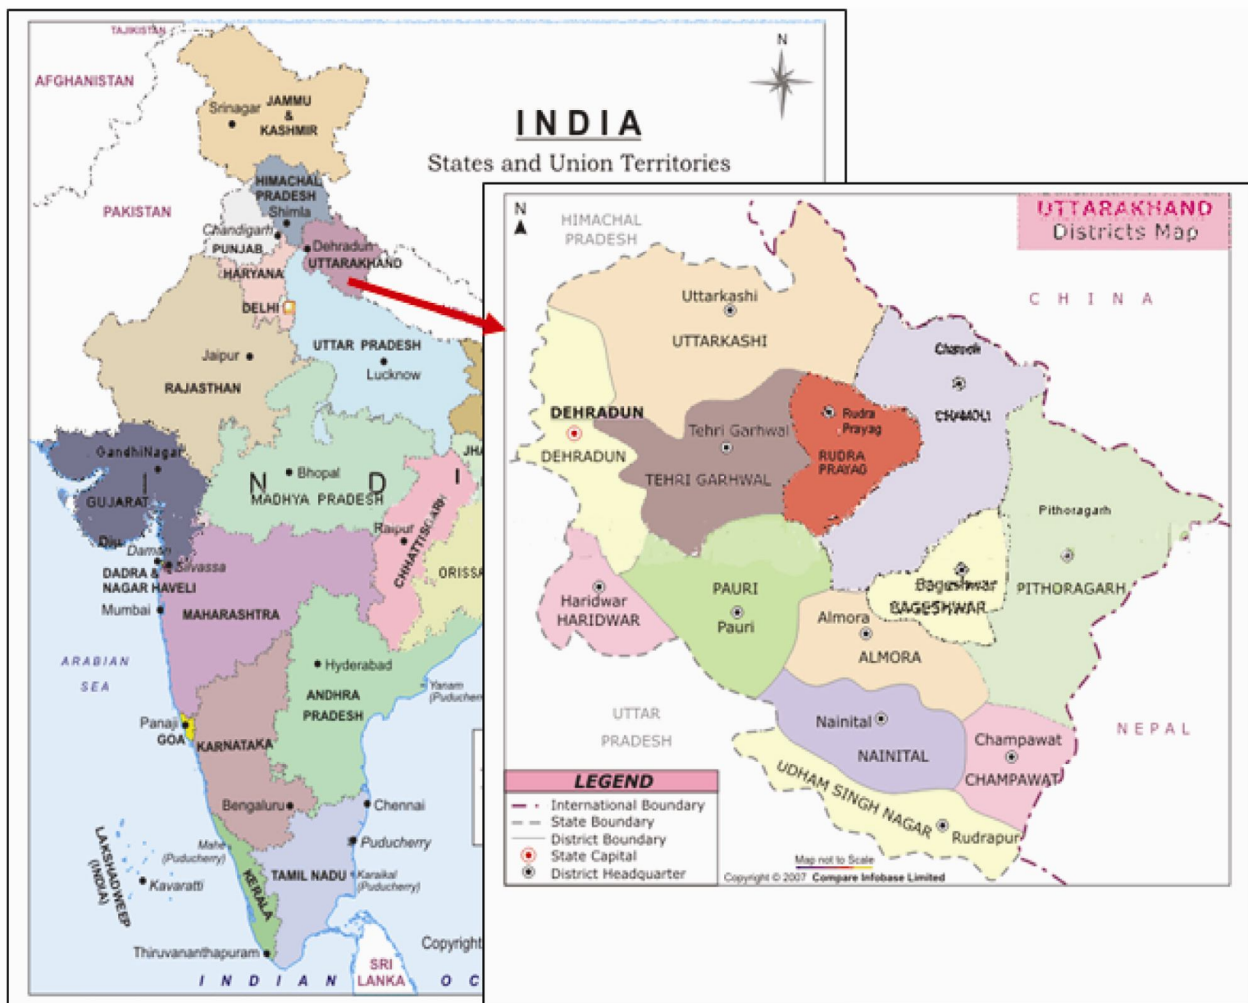 TAJIKISTAN
AFGHANISTAN
PAKISTAN
N
INDIA
States and Union Territories
Srinagar
JAMMU
&
KASHMIR
HIMACHAL
PRADESH
Shimla
Chandigarh
PUNJAB
Dehradun
UTTARAKHAND
HARYANA
DELHI
UTTAR PRADESH
Lucknow
Jaipur
RAJASTHAN
GandhiNagar
GUJARAT
I N D I
Bhopal
MADHYA PRADESH
JHA
Raipur
CHHATTISGARH
ORISSA
Diu
Daman
Silvassa
DADRA &
NAGAR HAVELI
Mumbai
MAHARASHTRA
ARABIAN
SEA
Hyderabad
ANDHRA
PRADESH
Yanam
(Puducher
Panaji
GOA
KARNATAKA
Bengaluru
Chennai
Mahe
(Puducherry)
Puducherry
LAKSHADWEEP
(INDIA)
Kavaratti
KERALA
TAMIL NADU
Karaikal
(Puducherry)
Thiruvananthapuram
Copyright
SRI
LANKA
INDIAN OC
N
HIMACHAL
PRADESH
UTTARAKHAND
Districts Map
CHINA
Uttarkashi
UTTARKASHI
CHAMOLI
DEHRADUN
DEHRADUN
Tehri Garhwal
TEHRI GARHWAL
Rudra
Prayag
RUDRA
PRAYAG
Pithoragarh
PITHORAGARH
Haridwar
HARIDWAR
PAURI
Pauri
Bageshwar
BAGESHWAR
Almora
ALMORA
UTTAR
PRADESH
Nainital
NAINITAL
Champawat
CHAMPAWAT
NEPAL
UDHAM SINGH NAGAR
Rudrapur
LEGEND
International Boundary
State Boundary
District Boundary
State Capital
District Headquarter
Map not to Scale
Copyright © 2007 Compare Infobase Limited